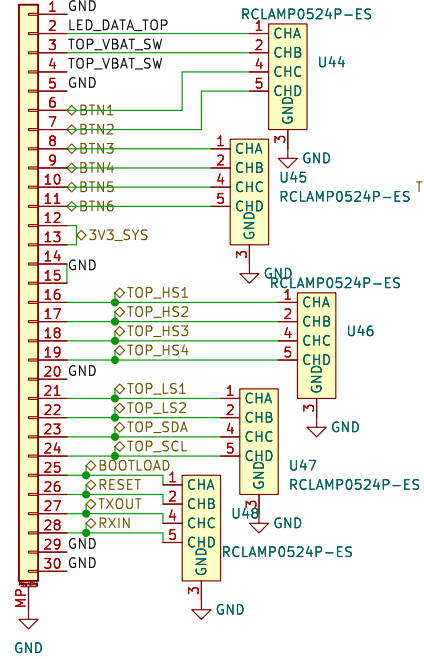 RCLAMP0524P-ES
1 GND
2 LED_DATA_TOP 1 CHA
3 TOP_VBAT_SW 2 CHB U44
4 TOP_VBAT_SW 4 CHC
5 GND 5 CHD
6 BTN1 GND
7 BTN2 3
8 BTN3 1 CHA GND
9 BTN4 2 CHB U45
10 BTN5 4 CHC RCLAMP0524P-ES T
11 BTN6 5 CHD
12 GND
13 3V3_SYS 3
14 GND GND
15 RCLAMP0524P-ES
16 TOP_HS1 1 CHA
17 TOP_HS2 2 CHB U46
18 TOP_HS3 4 CHC
19 TOP_HS4 5 CHD
20 GND GND
21 TOP_LS1 1 CHA 3
22 TOP_LS2 2 CHB GND
23 TOP_SDA 4 CHC
24 TOP_SCL 5 CHD
25 BOOTLOAD GND U47
26 RESET 1 CHA RCLAMP0524P-ES
27 TXOUT 2 CHB 3 U48
28 RXIN 4 CHC GND
29 GND 5 CHD RCLAMP0524P-ES
30 GND GND
MP 3
GND
GND